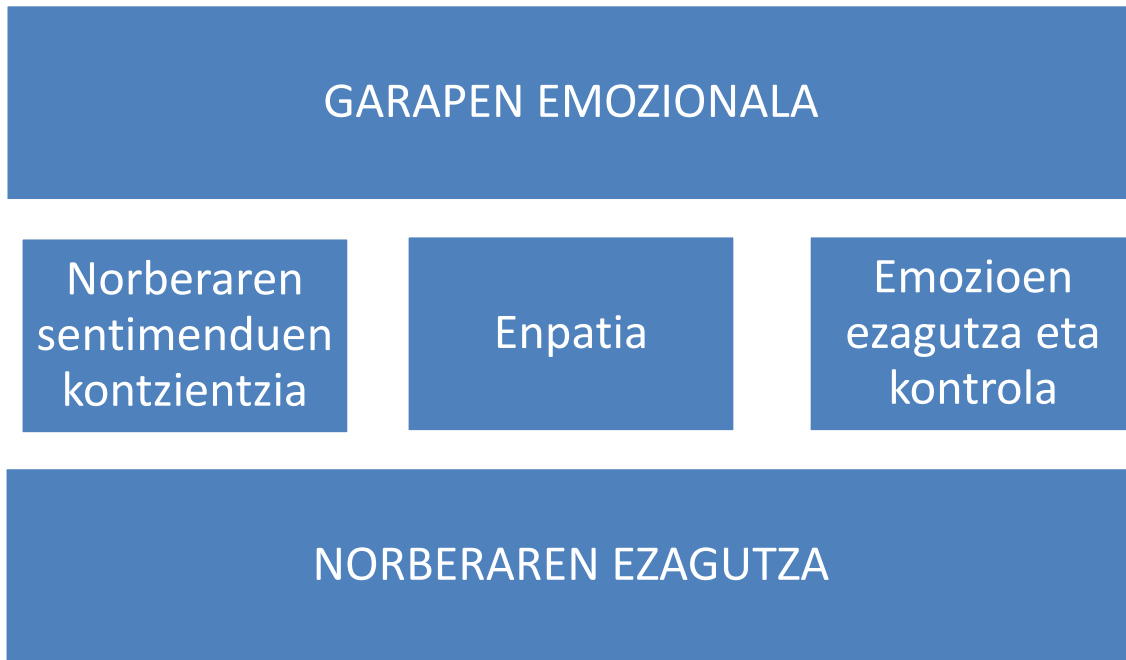 GARAPEN EMOZIONALA
Norberaren
sentimenduen
kontzientzia
Enpatia
Emozioen
ezagutza eta
kontrola
NORBERAREN EZAGUTZA